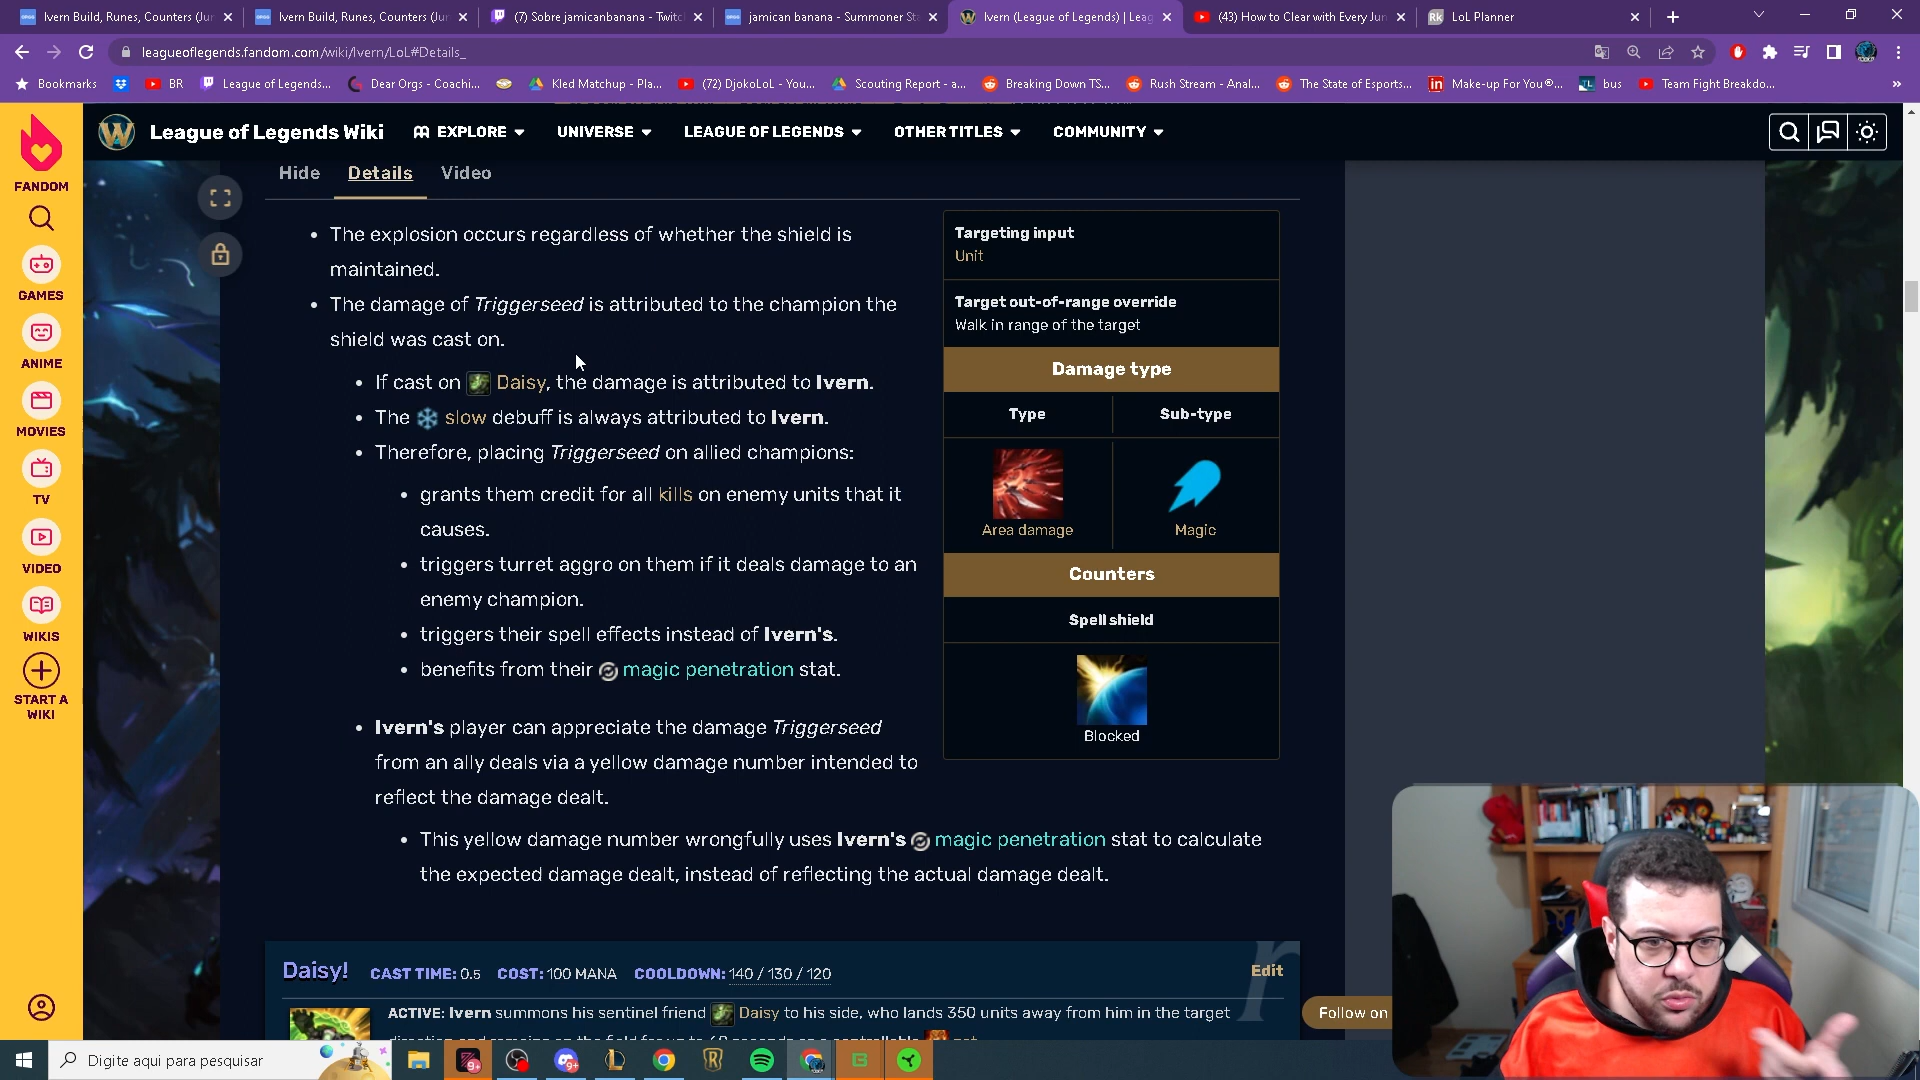 Ivern Build, Runes, Counters (Jur
Ivern Build, Runes, Counters (Jur
(7) Sobre jamicanbanana - Twitch
jamican banana - Summoner Sta
Ivern (League of Legends) | Leag
(43) How to Clear with Every Jun
LoL Planner
leagueoflegends.fandom.com/wiki/Ivern/LoL#Details_
Bookmarks
BR
League of Legends...
Dear Orgs - Coachi...
Kled Matchup - Pla...
(72) DjokoLoL - You...
Scouting Report - a...
Breaking Down TS...
Rush Stream - Anal...
The State of Esports...
Make-up For You®...
bus
Team Fight Breakdo...
League of Legends Wiki
EXPLORE
UNIVERSE
LEAGUE OF LEGENDS
OTHER TITLES
COMMUNITY
FANDOM
GAMES
ANIME
MOVIES
TV
VIDEO
WIKIS
START A
WIKI
Hide
Details
Video
The explosion occurs regardless of whether the shield is
maintained.
The damage of Triggerseed is attributed to the champion the
shield was cast on.
If cast on Daisy, the damage is attributed to Ivern.
The slow debuff is always attributed to Ivern.
Therefore, placing Triggerseed on allied champions:
grants them credit for all kills on enemy units that it
causes.
triggers turret aggro on them if it deals damage to an
enemy champion.
triggers their spell effects instead of Ivern's.
benefits from their magic penetration stat.
Ivern's player can appreciate the damage Triggerseed
from an ally deals via a yellow damage number intended to
reflect the damage dealt.
This yellow damage number wrongfully uses Ivern's magic penetration stat to calculate
the expected damage dealt, instead of reflecting the actual damage dealt.
Targeting input
Unit
Target out-of-range override
Walk in range of the target
Damage type
Type
Sub-type
Area damage
Magic
Counters
Spell shield
Blocked
Daisy!
CAST TIME: 0.5
COST: 100 MANA
COOLDOWN: 140 / 130 / 120
Edit
ACTIVE: Ivern summons his sentinel friend Daisy to his side, who lands 350 units away from him in the target
Follow on
Digite aqui para pesquisar